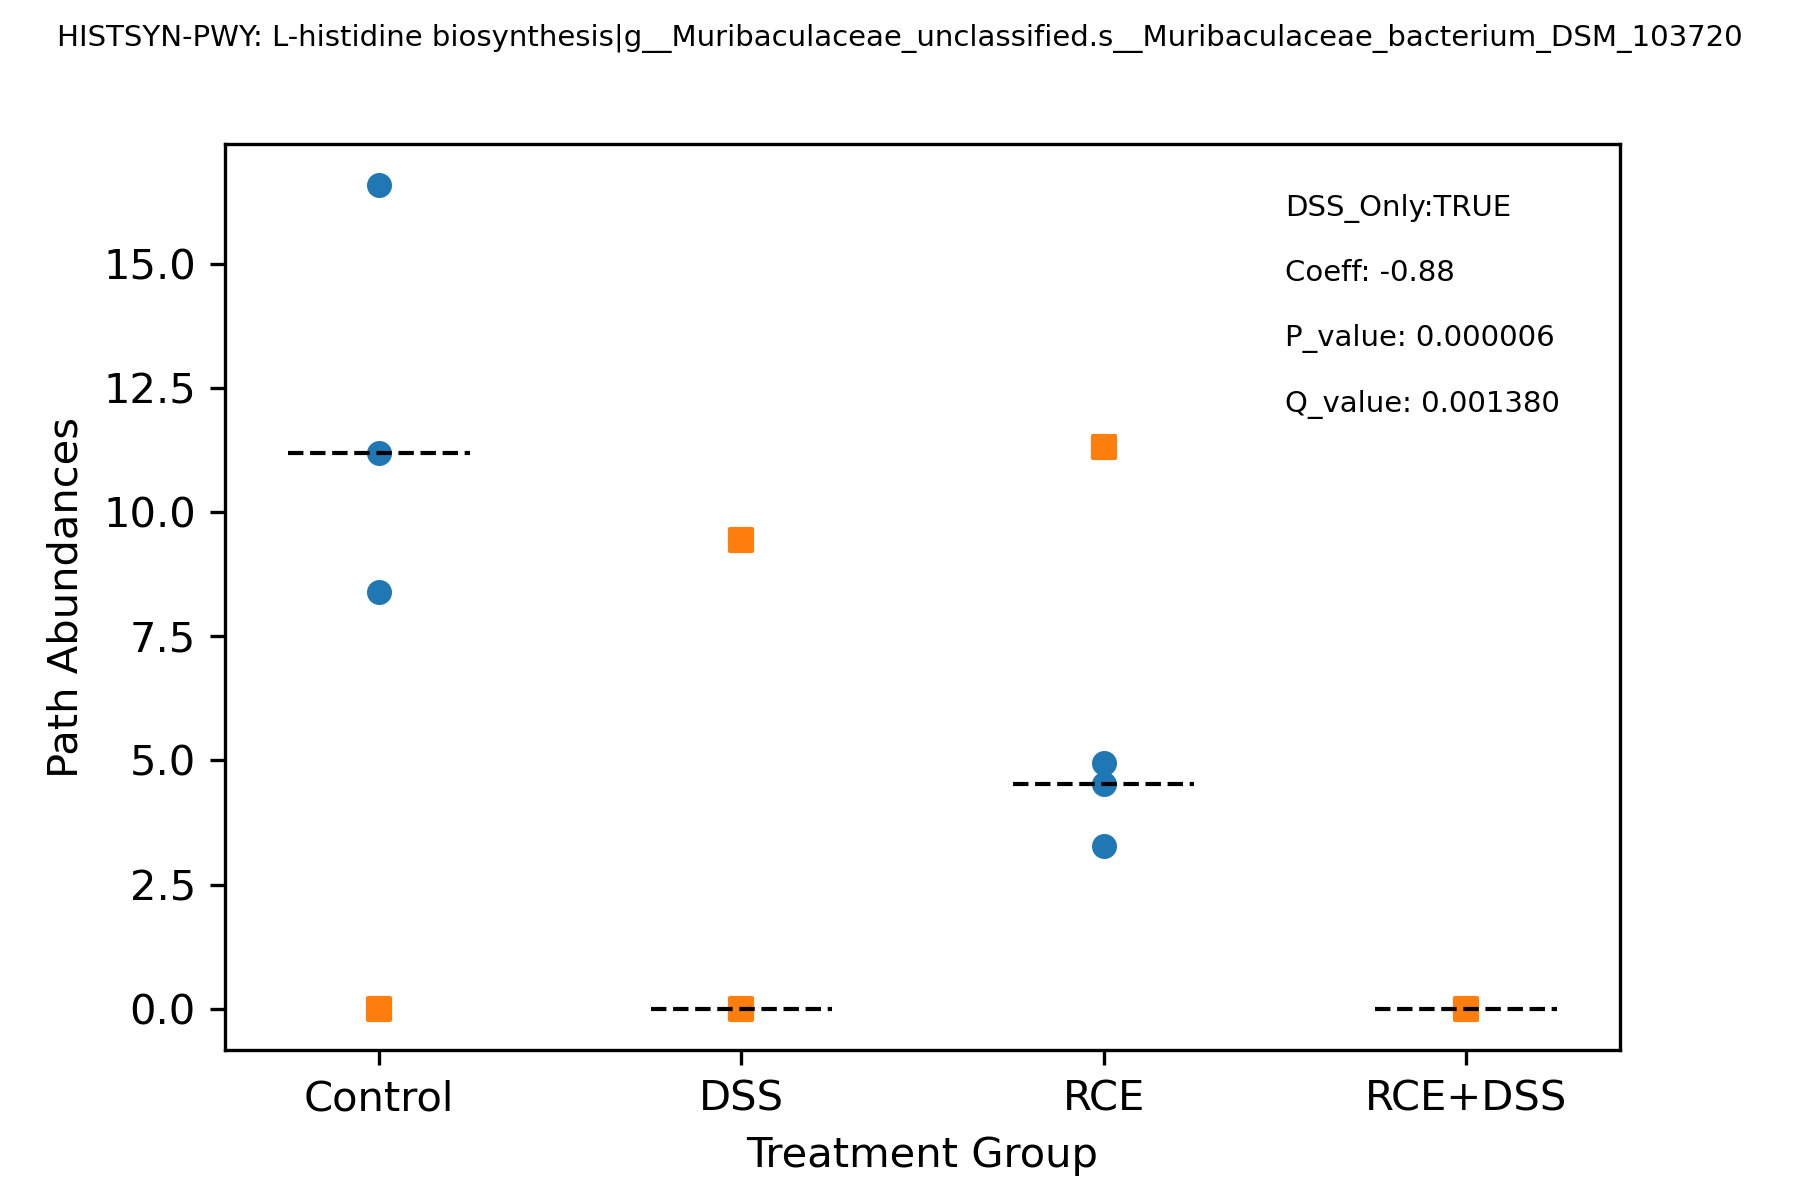 HISTSYN-PWY: L-histidine biosynthesis|g__Muribaculaceae_unclassified.s__Muribaculaceae_bacterium_DSM_103720
DSS_Only:TRUE
Coeff: -0.88
P_value: 0.000006
Q_value: 0.001380
Path Abundances
15.0
12.5
10.0
7.5
5.0
2.5
0.0
Control
DSS
RCE
RCE+DSS
Treatment Group